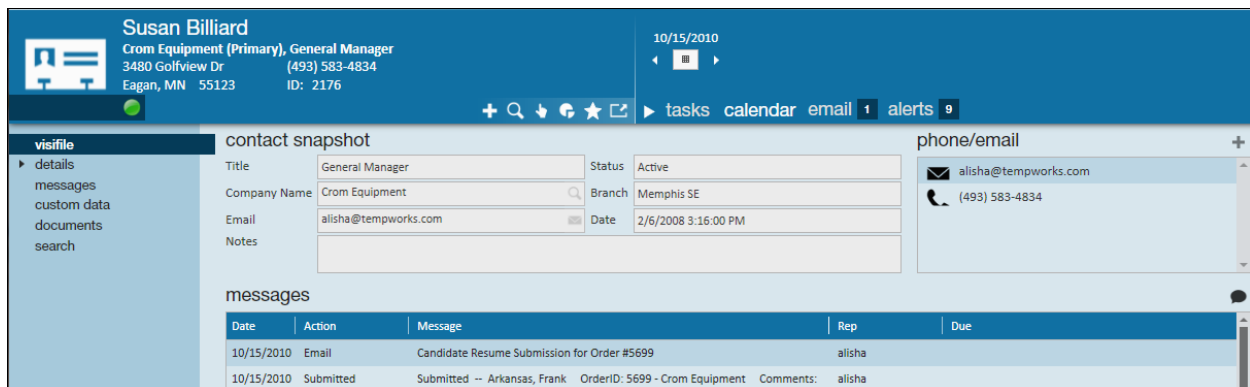 Susan Billiard
Crom Equipment (Primary), General Manager
3480 Golfview Dr (493) 583-4834
Eagan, MN 55123 ID: 2176
10/15/2010
tasks calendar email 1 alerts 9
visifile
details
messages
custom data
documents
search
contact snapshot
Title General Manager Status Active
Company Name Crom Equipment Branch Memphis SE
Email alisha@tempworks.com Date 2/6/2008 3:16:00 PM
Notes
phone/email
alisha@tempworks.com
(493) 583-4834
messages
Date Action Message Rep Due
10/15/2010 Email Candidate Resume Submission for Order #5699 alisha
10/15/2010 Submitted Submitted -- Arkansas, Frank OrderID: 5699 - Crom Equipment Comments: alisha